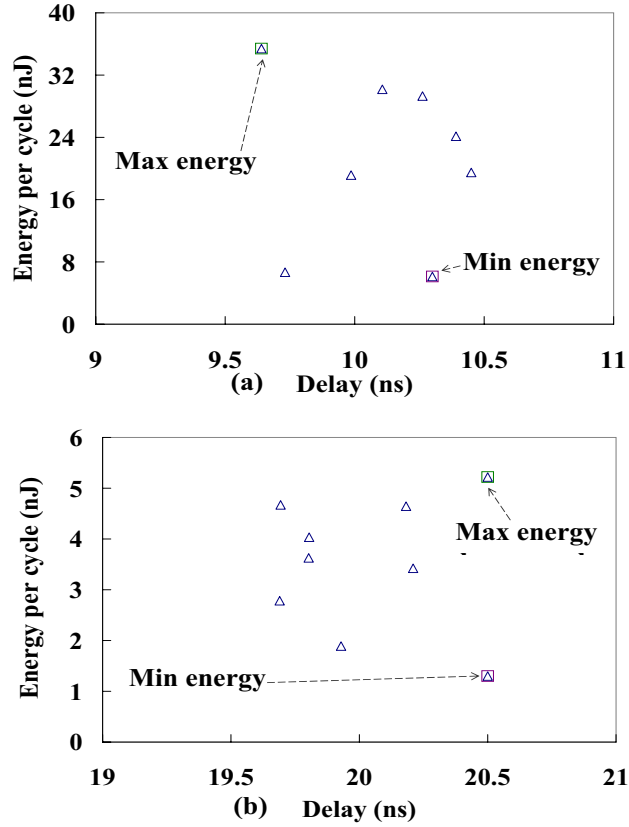 Energy per cycle (nJ)
40
32
24
16
8
0
Max energy
Min energy
9
9.5
10
10.5
11
(a)
Delay (ns)
Energy per cycle (nJ)
6
5
4
3
2
1
0
Max energy
Min energy
19
19.5
20
20.5
21
(b)
Delay (ns)